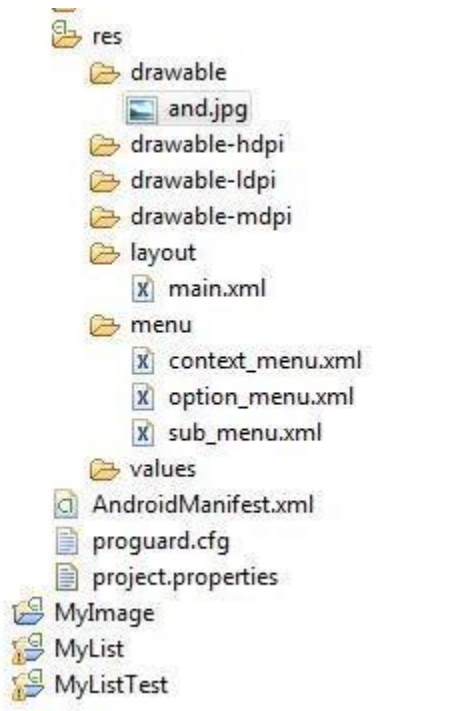 res
drawable
and.jpg
drawable-hdpi
drawable-ldpi
drawable-mdpi
layout
main.xml
menu
context_menu.xml
option_menu.xml
sub_menu.xml
values
AndroidManifest.xml
proguard.cfg
project.properties
MyImage
MyList
MyListTest